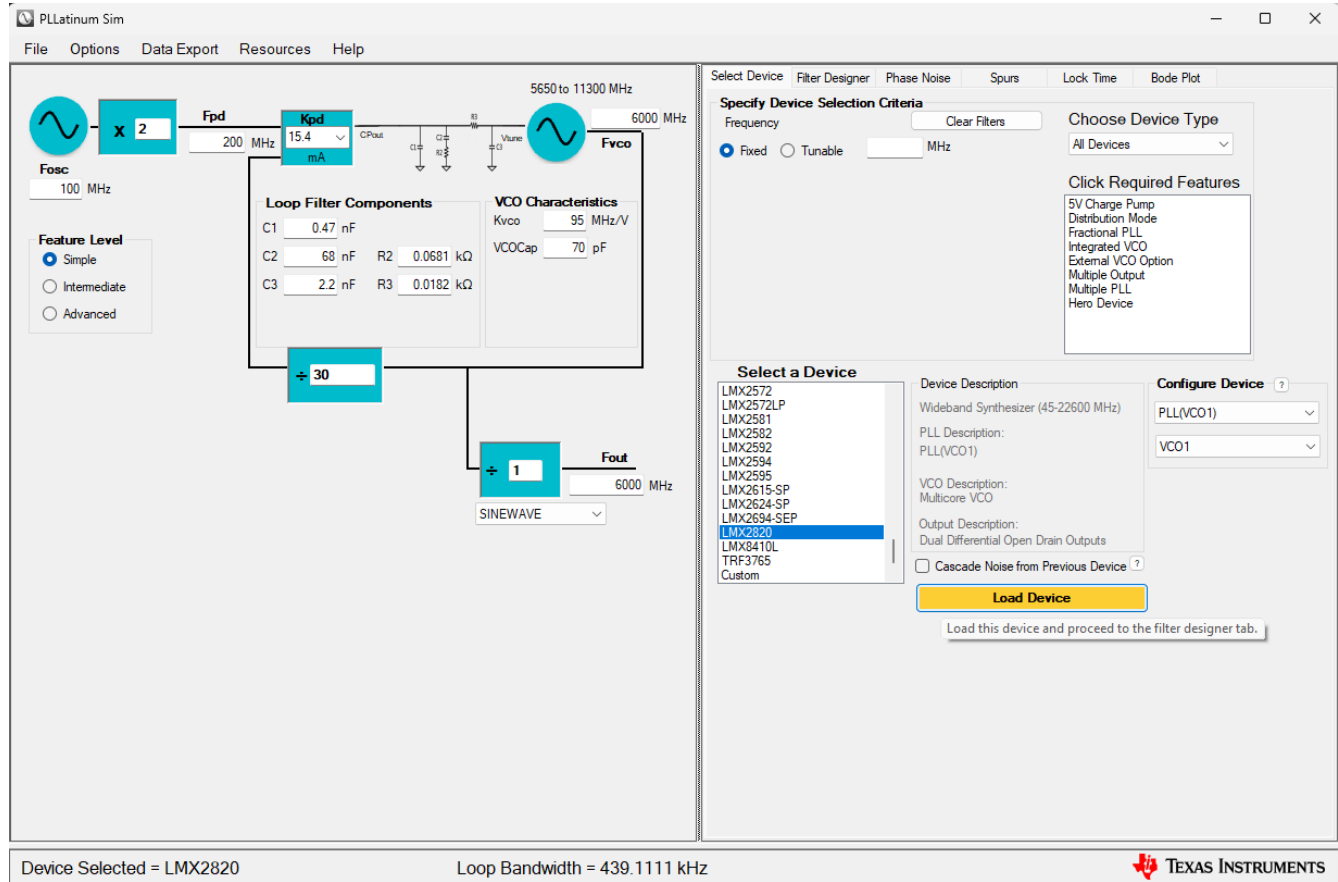 PLLatinum Sim
File Options Data Export Resources Help
5650 to 11300 MHz
x 2
Fpd
200 MHz
Kpd
15.4
mA
CPout
C1
C2
R2
R3
C3
Vtune
6000 MHz
Fvco
Fosc
100 MHz
Feature Level
Simple
Intermediate
Advanced
Loop Filter Components
C1 0.47 nF
C2 68 nF R2 0.0681 kΩ
C3 2.2 nF R3 0.0182 kΩ
VCO Characteristics
Kvco 95 MHz/V
VCOCap 70 pF
÷ 30
÷ 1
Fout
6000 MHz
SINEWAVE
Select Device Filter Designer Phase Noise Spurs Lock Time Bode Plot
Specify Device Selection Criteria
Frequency
Clear Filters
Fixed Tunable MHz
Choose Device Type
All Devices
Click Required Features
5V Charge Pump
Distribution Mode
Fractional PLL
Integrated VCO
External VCO Option
Multiple Output
Multiple PLL
Hero Device
Select a Device
LMX2572
LMX2572LP
LMX2581
LMX2582
LMX2592
LMX2594
LMX2595
LMX2615-SP
LMX2624-SP
LMX2694-SEP
LMX2820
LMX8410L
TRF3765
Custom
Device Description
Wideband Synthesizer (45-22600 MHz)
PLL Description:
PLL(VCO1)
VCO Description:
Multicore VCO
Output Description:
Dual Differential Open Drain Outputs
Configure Device ?
PLL(VCO1)
VCO1
Cascade Noise from Previous Device ?
Load Device
Load this device and proceed to the filter designer tab.
Device Selected = LMX2820
Loop Bandwidth = 439.1111 kHz
TEXAS INSTRUMENTS